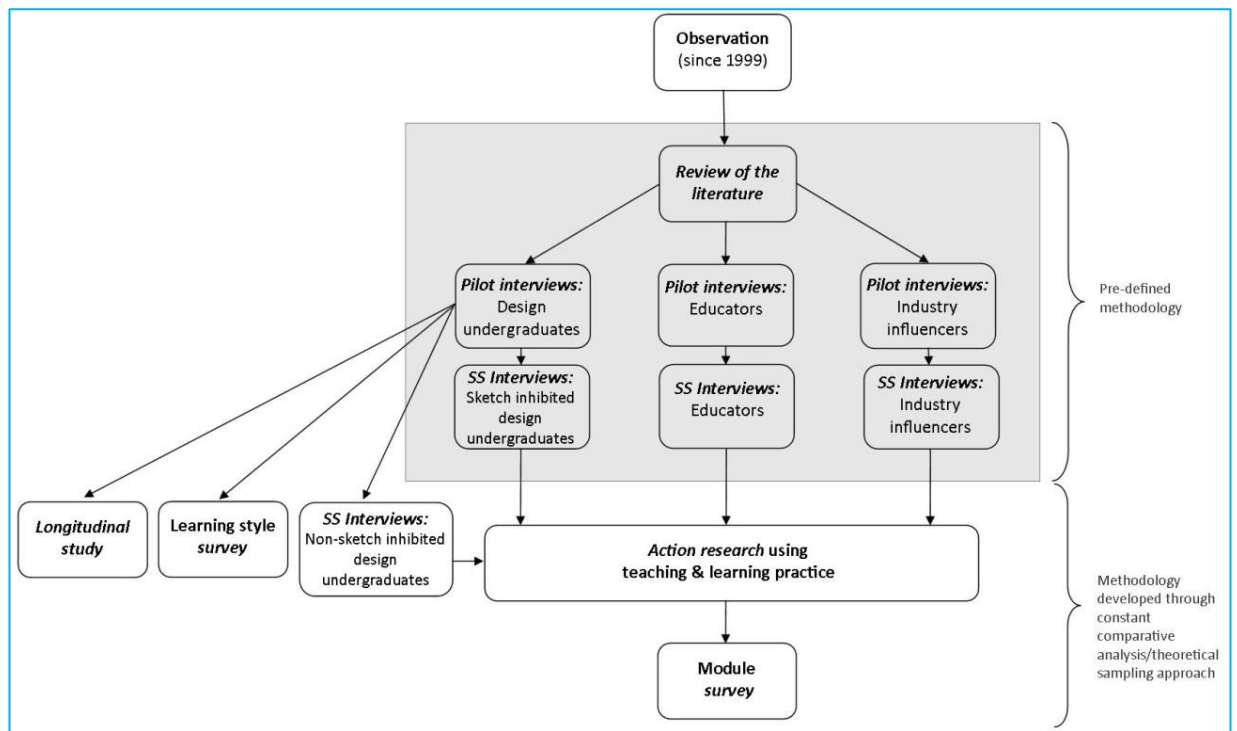 Observation
(since 1999)
Review of the
literature
Pilot interviews:
Design
undergraduates
Pilot interviews:
Educators
Pilot interviews:
Industry
influencers
Pre-defined
methodology
SS Interviews:
Sketch inhibited
design
undergraduates
SS Interviews:
Educators
SS Interviews:
Industry
influencers
Longitudinal
study
Learning style
survey
SS Interviews:
Non-sketch inhibited
design
undergraduates
Action research using
teaching & learning practice
Methodology
developed through
constant
comparative
analysis/theoretical
sampling approach
Module
survey